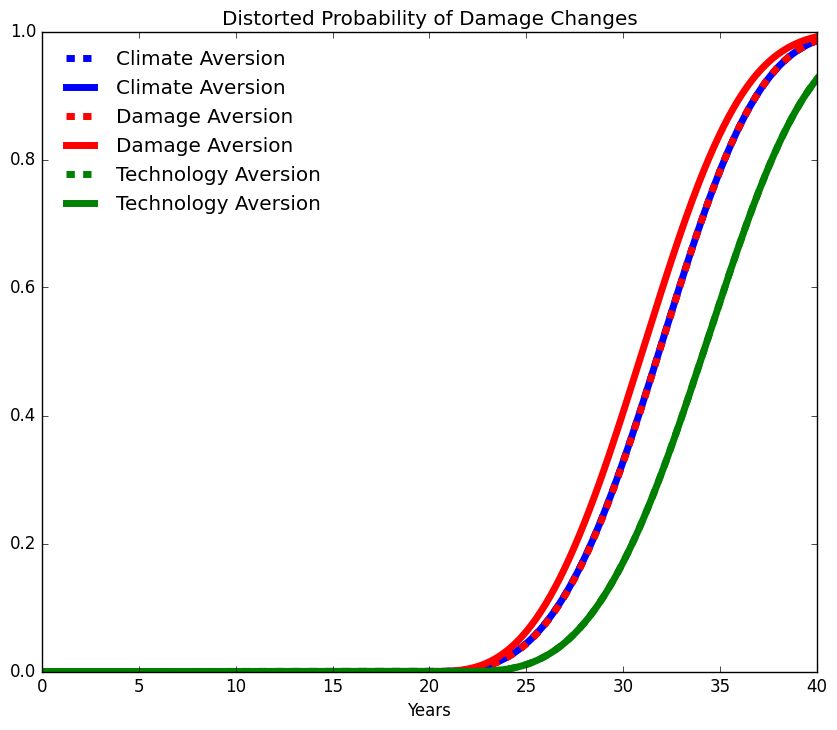 Distorted Probability of Damage Changes
1.0
Climate Aversion
Climate Aversion
Damage Aversion
Damage Aversion
Technology Aversion
Technology Aversion
0.8
0.6
0.4
0.2
0.0
0 5 10 15 20 25 30 35 40
Years